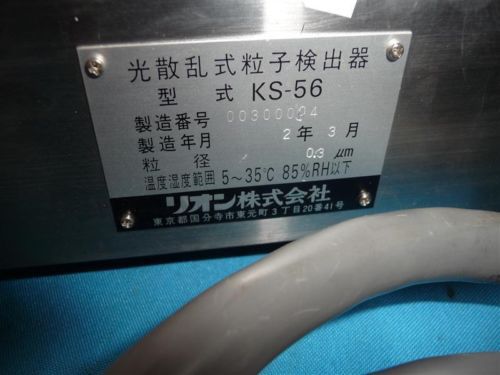 光散乱式粒子検出器
型式 KS-56
製造番号 00300024
製造年月 2年3月
粒径 0.3 μm
温度湿度範囲 5～35℃ 85%RH以下
リオン株式会社
東京都国分寺市東元町3丁目20番41号